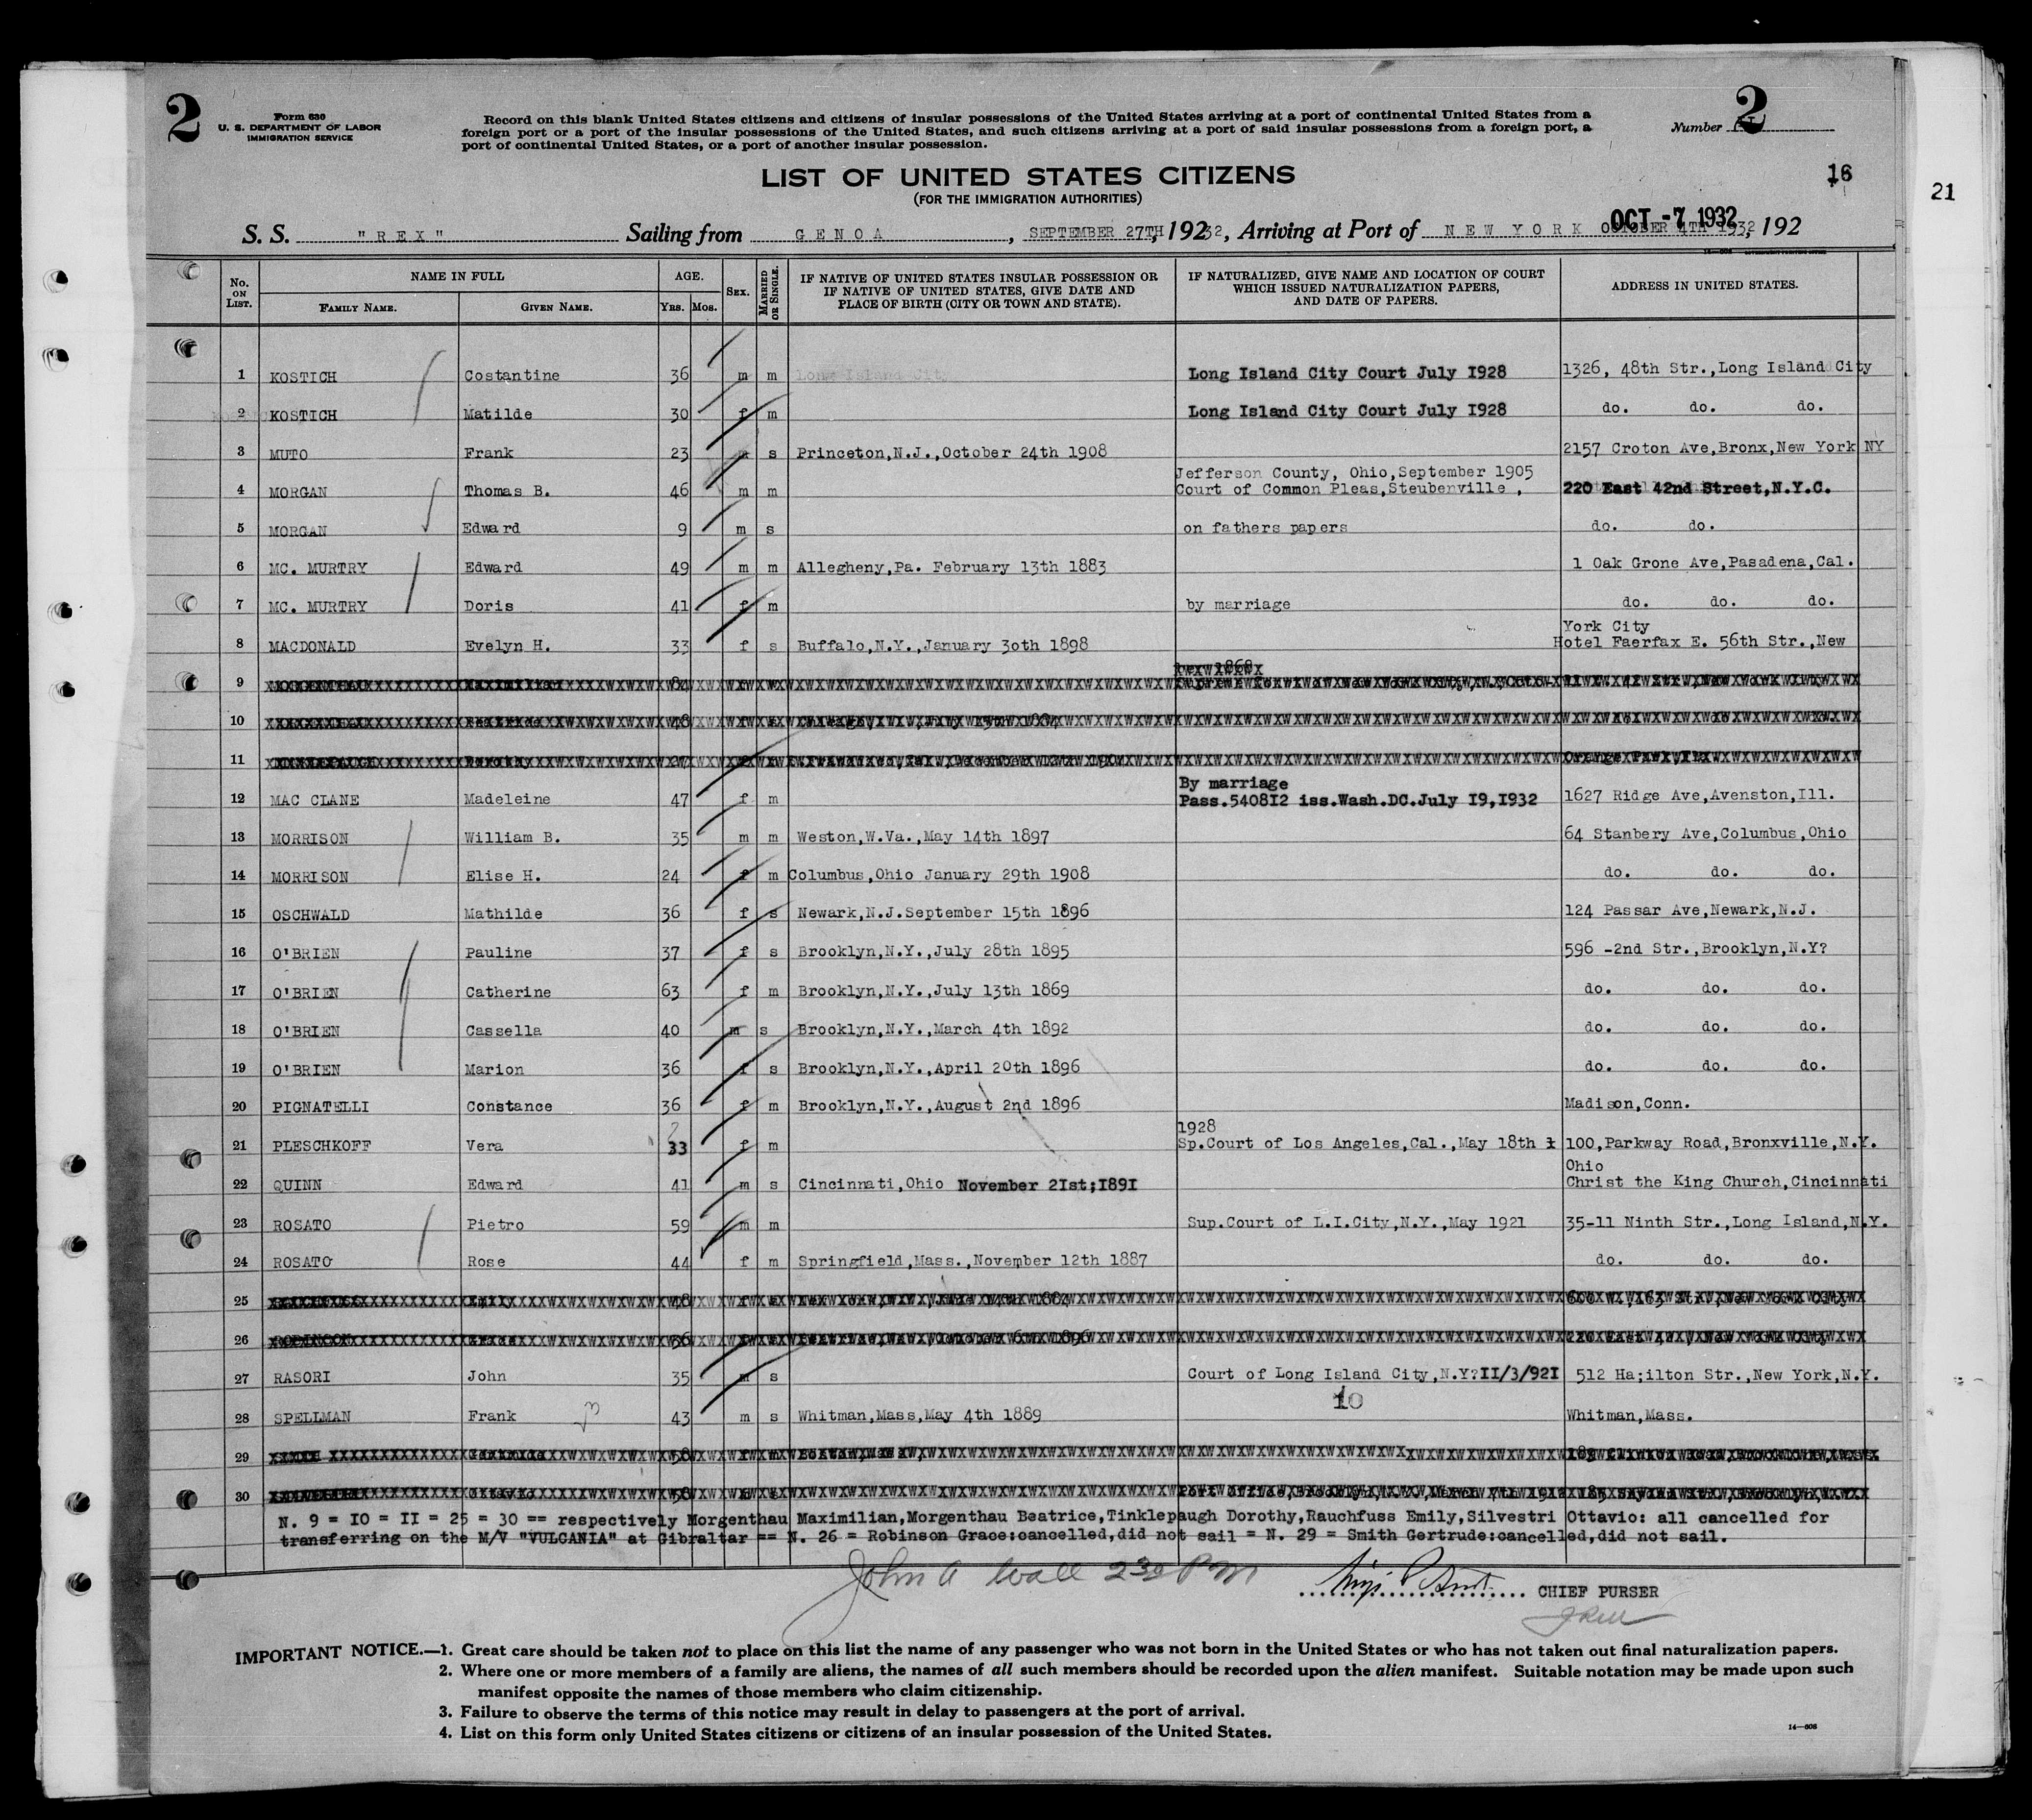 2
Form 630
U. S. DEPARTMENT OF LABOR
IMMIGRATION SERVICE
Record on this blank United States citizens and citizens of insular possessions of the United States arriving at a port of continental United States from a
foreign port or a port of the insular possessions of the United States, and such citizens arriving at a port of said insular possessions from a foreign port, a
port of continental United States, or a port of another insular possession.
Number 2
LIST OF UNITED STATES CITIZENS
(FOR THE IMMIGRATION AUTHORITIES)
16
21
S. S. "REX" Sailing from GENOA, SEPTEMBER 27TH, 192 32, Arriving at Port of NEW YORK OCTOBER 4TH 1932, 192
OCT -7 1932
No. ON LIST. NAME IN FULL FAMILY NAME. GIVEN NAME. AGE. YRS. MOS. SEX. MARRIED OR SINGLE. IF NATIVE OF UNITED STATES INSULAR POSSESSION OR IF NATIVE OF UNITED STATES, GIVE DATE AND PLACE OF BIRTH (CITY OR TOWN AND STATE). IF NATURALIZED, GIVE NAME AND LOCATION OF COURT WHICH ISSUED NATURALIZATION PAPERS, AND DATE OF PAPERS. ADDRESS IN UNITED STATES.
1 KOSTICH Costantine 36 m m Long Island City Long Island City Court July I928 1326, 48th Str.,Long Island City
2 KOSTICH Matilde 30 f m Long Island City Court July I928 do. do. do.
3 MUTO Frank 23 s Princeton,N.J.,October 24th 1908 2157 Croton Ave,Bronx,New York NY
Jefferson County, Ohio,September 1905
4 MORGAN Thomas B. 46 m m Court of Common Pleas,Steubenville , 220 East 42nd Street,N.Y.C.
5 MORGAN Edward 9 m s on fathers papers do. do.
6 MC. MURTRY Edward 49 m m Allegheny,Pa. February 13th 1883 1 Oak Grone Ave,Pasadena,Cal.
7 MC. MURTRY Doris 41 f m by marriage do. do. do.
York City
8 MACDONALD Evelyn H. 33 f s Buffalo,N.Y.,January 3oth 1898 Hotel Faerfax E. 56th Str.,New
9
10
11
By marriage
12 MAC CLANE Madeleine 47 f m Pass.5408I2 iss.Wash.DC.July I9,I932 1627 Ridge Ave,Avenston,Ill.
13 MORRISON William B. 35 m m Weston,W.Va.,May 14th 1897 64 Stanbery Ave,Columbus,Ohio
14 MORRISON Elise H. 24 f m Columbus,Ohio January 29th 1908 do. do. do.
15 OSCHWALD Mathilde 36 f s Newark,N.J.September 15th 1896 124 Passar Ave,Newark,N.J.
16 O'BRIEN Pauline 37 f s Brooklyn,N.Y.,July 28th 1895 596 -2nd Str.,Brooklyn,N.Y?
17 O'BRIEN Catherine 63 f m Brooklyn,N.Y.,July 13th 1869 do. do. do.
18 O'BRIEN Cassella 40 m s Brooklyn,N.Y.,March 4th 1892 do. do. do.
19 O'BRIEN Marion 36 f s Brooklyn,N.Y.,April 20th 1896 do. do. do.
20 PIGNATELLI Constance 36 f m Brooklyn,N.Y.,August 2nd 1896 Madison,Conn.
1928
21 PLESCHKOFF Vera 33 f m Sp.Court of Los Angeles,Cal.,May 18th 100,Parkway Road,Bronxville,N.Y.
Ohio
22 QUINN Edward 41 m s Cincinnati,Ohio November 2Ist;I89I Christ the King Church,Cincinnati
23 ROSATO Pietro 59 m m Sup.Court of L.I.City,N.Y.,May 1921 35-11 Ninth Str.,Long Island,N.Y.
24 ROSATO Rose 44 f m Springfield,Mass.,November 12th 1887 do. do. do.
25
26
27 RASORI John 35 m s Court of Long Island City,N.Y?II/3/92I 512 Ha;ilton Str.,New York,N.Y.
10
28 SPELLMAN Frank 43 m s Whitman,Mass,May 4th 1889 Whitman,Mass.
29
30
N. 9 = IO = II = 25 = 30 == respectively Morgenthau Maximilian,Morgenthau Beatrice,Tinklepaugh Dorothy,Rauchfuss Emily,Silvestri Ottavio: all cancelled for
transferring on the M/V "VULCANIA" at Gibraltar == N. 26 = Robinson Grace:cancelled,did not sail = N. 29 = Smith Gertrude:cancelled,did not sail.
John A Wall 2 30 PM
CHIEF PURSER
IMPORTANT NOTICE.—1. Great care should be taken not to place on this list the name of any passenger who was not born in the United States or who has not taken out final naturalization papers.
2. Where one or more members of a family are aliens, the names of all such members should be recorded upon the alien manifest. Suitable notation may be made upon such
manifest opposite the names of those members who claim citizenship.
3. Failure to observe the terms of this notice may result in delay to passengers at the port of arrival.
4. List on this form only United States citizens or citizens of an insular possession of the United States.
14—608